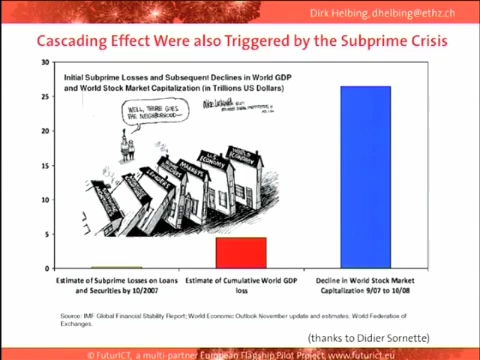 Dirk Helbing, dhelbing@ethz.ch
Cascading Effect Were also Triggered by the Subprime Crisis
Initial Subprime Losses and Subsequent Declines in World GDP
and World Stock Market Capitalization (in Trillions US Dollars)
30
25
20
15
10
5
0
WELL, THERE GOES
THE NEIGHBORHOOD...
LENDERS
MARKETS
U.S.
ECONOMY
ECONOMY
Estimate of Subprime Losses on Loans
and Securities by 10/2007
Estimate of Cumulative World GDP
loss
Decline in World Stock Market
Capitalization 9/07 to 10/08
Source: IMF Global Financial Stability Report; World Economic Outlook November update and estimates; World Federation of
Exchanges.
(thanks to Didier Sornette)
© FuturICT, a multi-partner European Flagship Pilot Project, www.futurict.eu